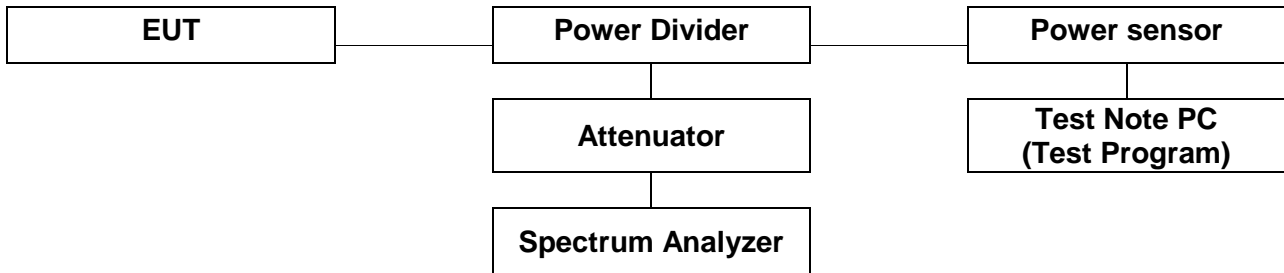 EUT
Power Divider
Power sensor
Attenuator
Test Note PC
(Test Program)
Spectrum Analyzer